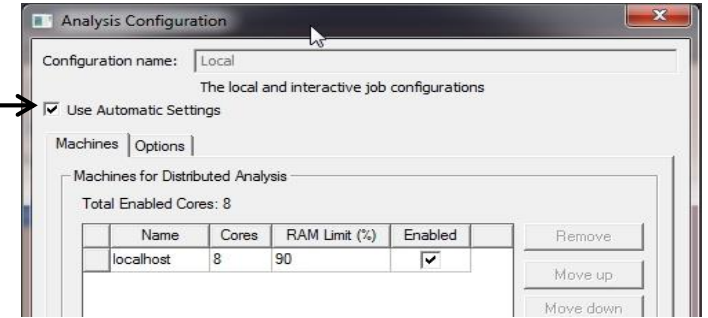 Analysis Configuration
Configuration name: Local
The local and interactive job configurations
Use Automatic Settings
Machines Options
Machines for Distributed Analysis
Total Enabled Cores: 8
Name Cores RAM Limit (%) Enabled
localhost 8 90
Remove
Move up
Move down